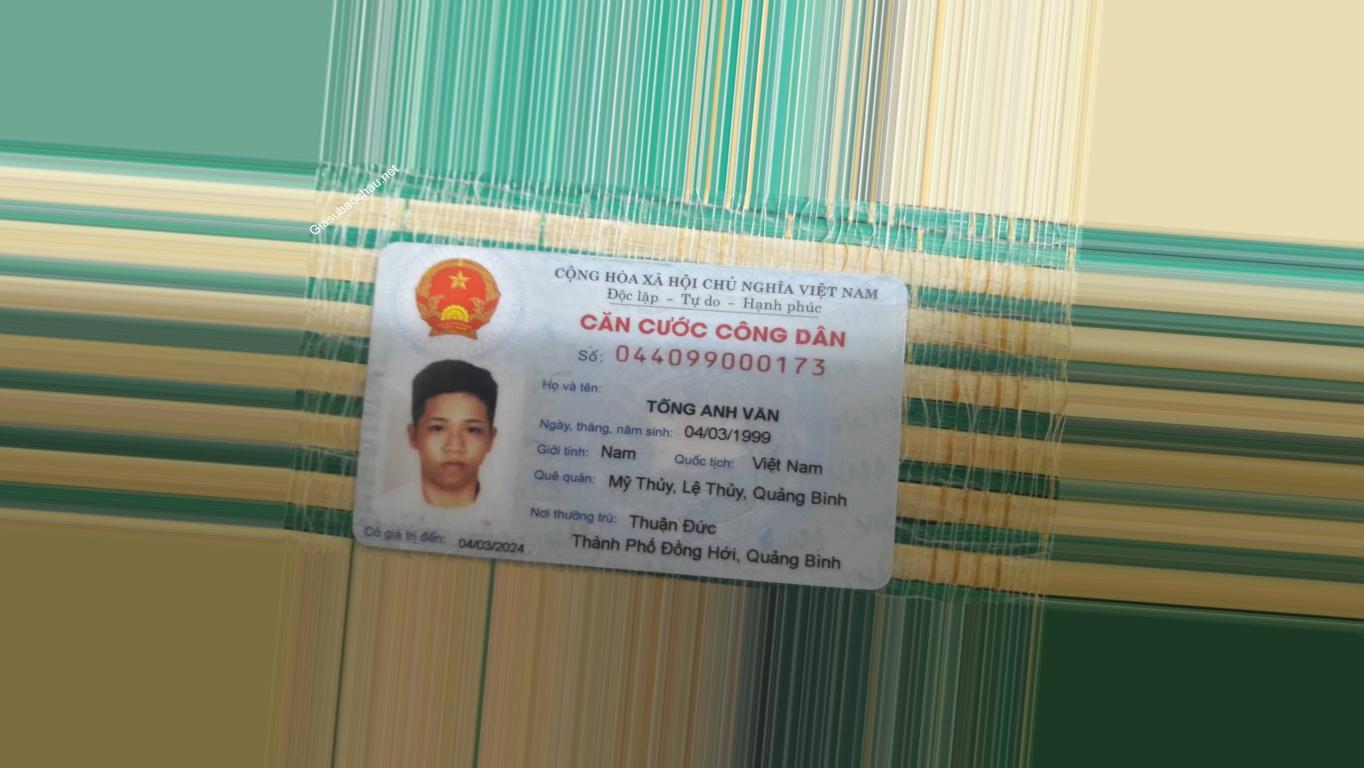 Giasubaochau.net
CỘNG HÒA XÃ HỘI CHỦ NGHĨA VIỆT NAM
Độc lập – Tự do – Hạnh phúc
CĂN CƯỚC CÔNG DÂN
Số: 044099000173
Họ và tên:
TỐNG ANH VĂN
Ngày, tháng, năm sinh: 04/03/1999
Giới tính: Nam Quốc tịch: Việt Nam
Quê quán: Mỹ Thủy, Lệ Thủy, Quảng Bình
Nơi thường trú: Thuận Đức
Thành Phố Đồng Hới, Quảng Bình
Có giá trị đến: 04/03/2024